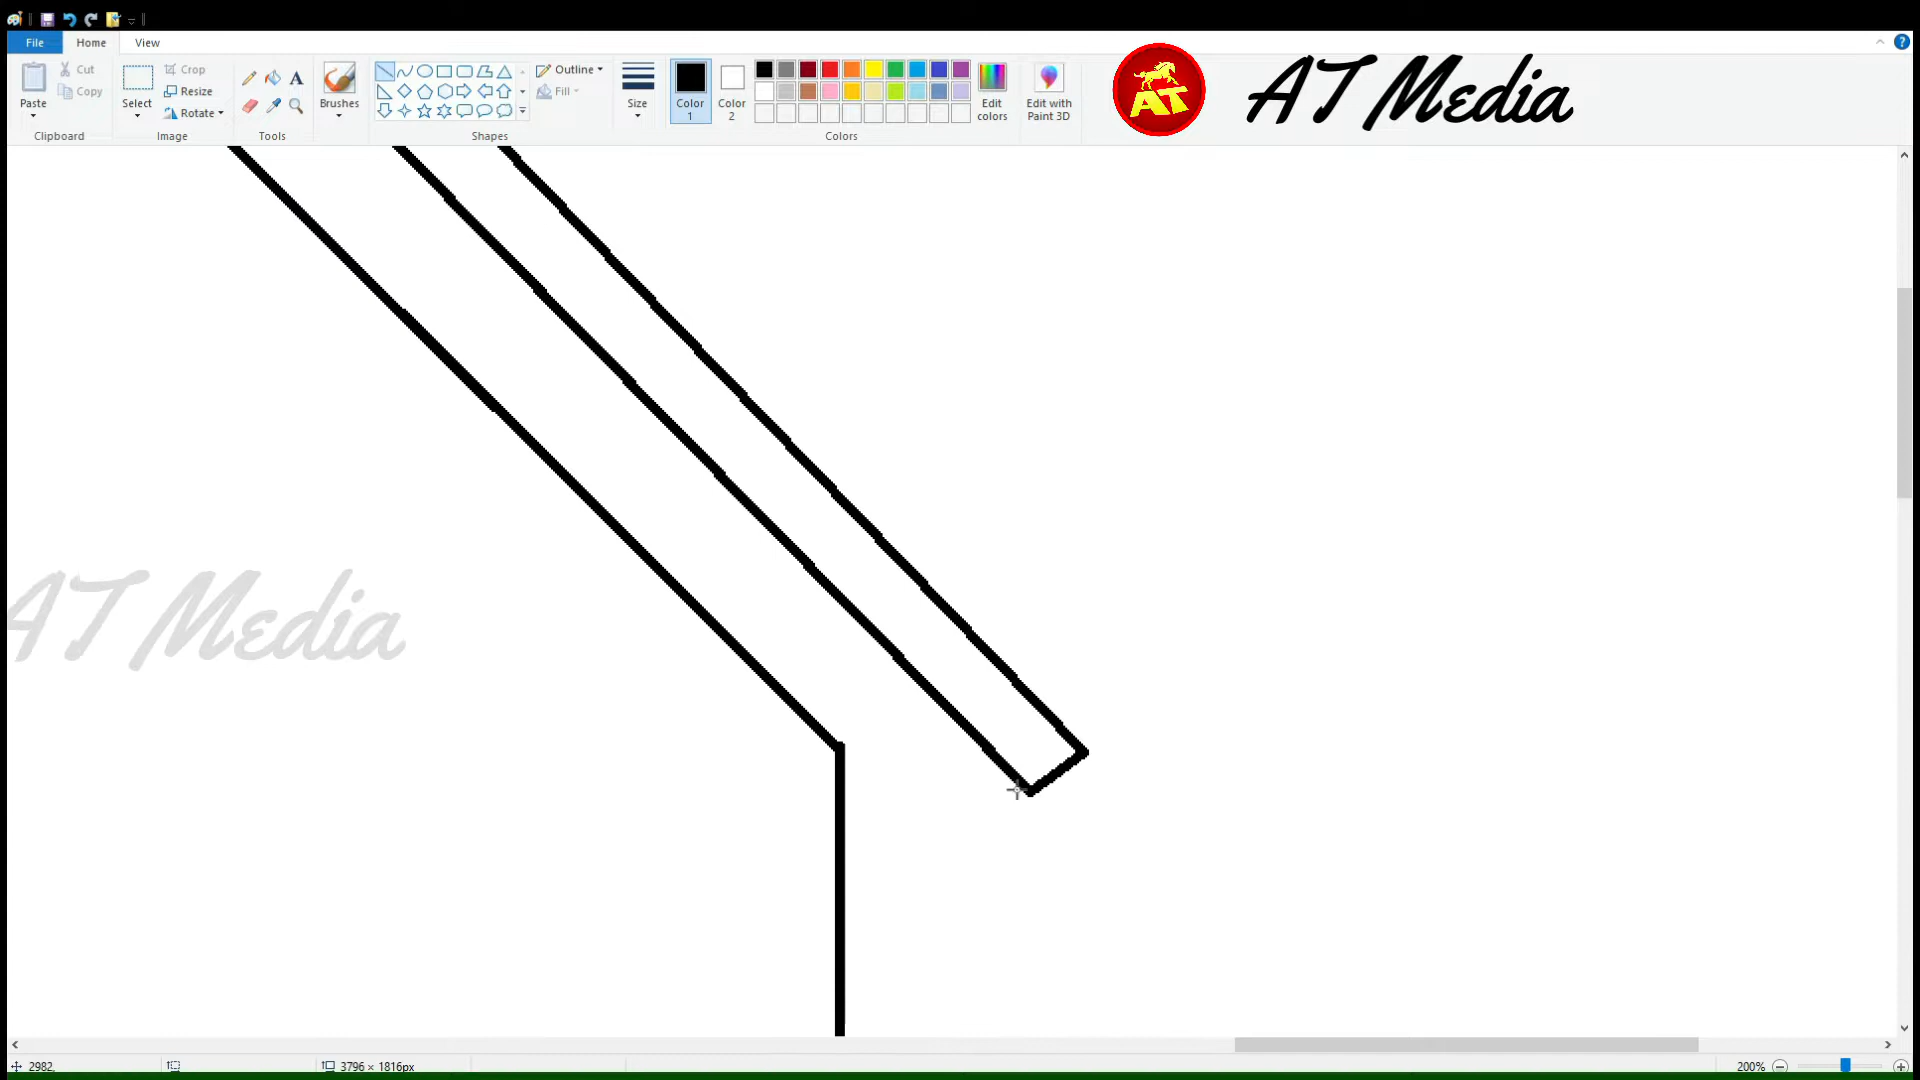 File
Home
View
Paste
Cut
Copy
Clipboard
Select
Crop
Resize
Rotate
Image
Tools
Brushes
Shapes
Outline
Fill
Size
Color
1
Color
2
Colors
Edit
colors
Edit with
Paint 3D
AT
AT Media
AT Media
2982,
3796 × 1816px
200%